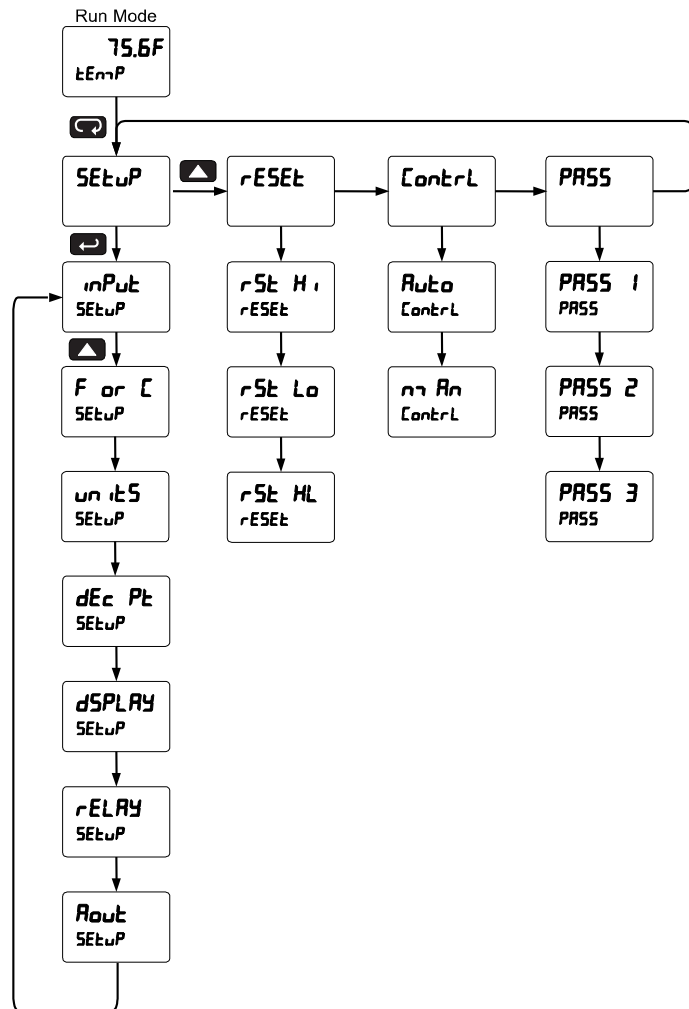 Run Mode
75.6F
tEmP
SEtuP
rESEt
ContrL
PASS
inPut
SEtuP
rSt Hi
rESEt
Auto
ContrL
PASS 1
PASS
F or C
SEtuP
rSt Lo
rESEt
mAn
ContrL
PASS 2
PASS
unitS
SEtuP
rSt HL
rESEt
PASS 3
PASS
dEc Pt
SEtuP
dSPLAY
SEtuP
rELAY
SEtuP
Aout
SEtuP